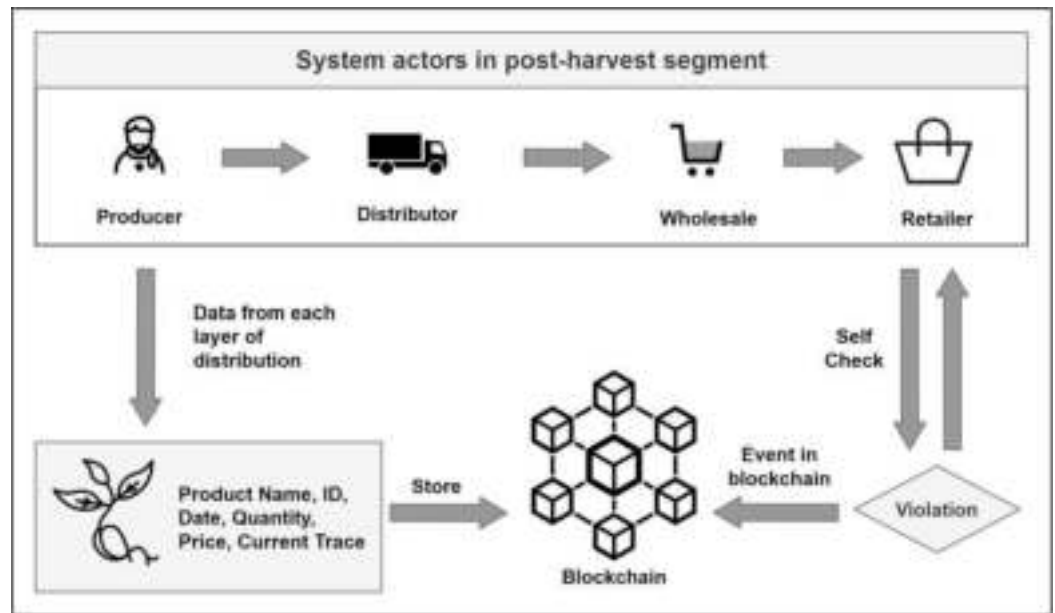 System actors in post-harvest segment
Producer
Distributor
Wholesale
Retailer
Data from each
layer of
distribution
Self
Check
Product Name, ID,
Date, Quantity,
Price, Current Trace
Store
Event in
blockchain
Violation
Blockchain